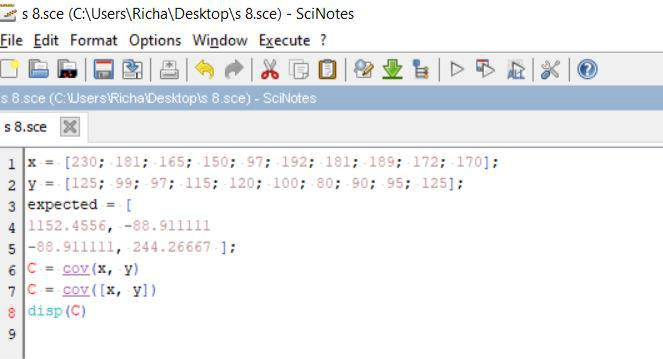 s 8.sce (C:\Users\Richa\Desktop\s 8.sce) - SciNotes
File Edit Format Options Window Execute ?
s 8.sce (C:\Users\Richa\Desktop\s 8.sce) - SciNotes
s 8.sce
1 x = [230; 181; 165; 150; 97; 192; 181; 189; 172; 170];
2 y = [125; 99; 97; 115; 120; 100; 80; 90; 95; 125];
3 expected = [
4 1152.4556, -88.911111
5 -88.911111, 244.26667 ];
6 C = cov(x, y)
7 C = cov([x, y])
8 disp(C)
9